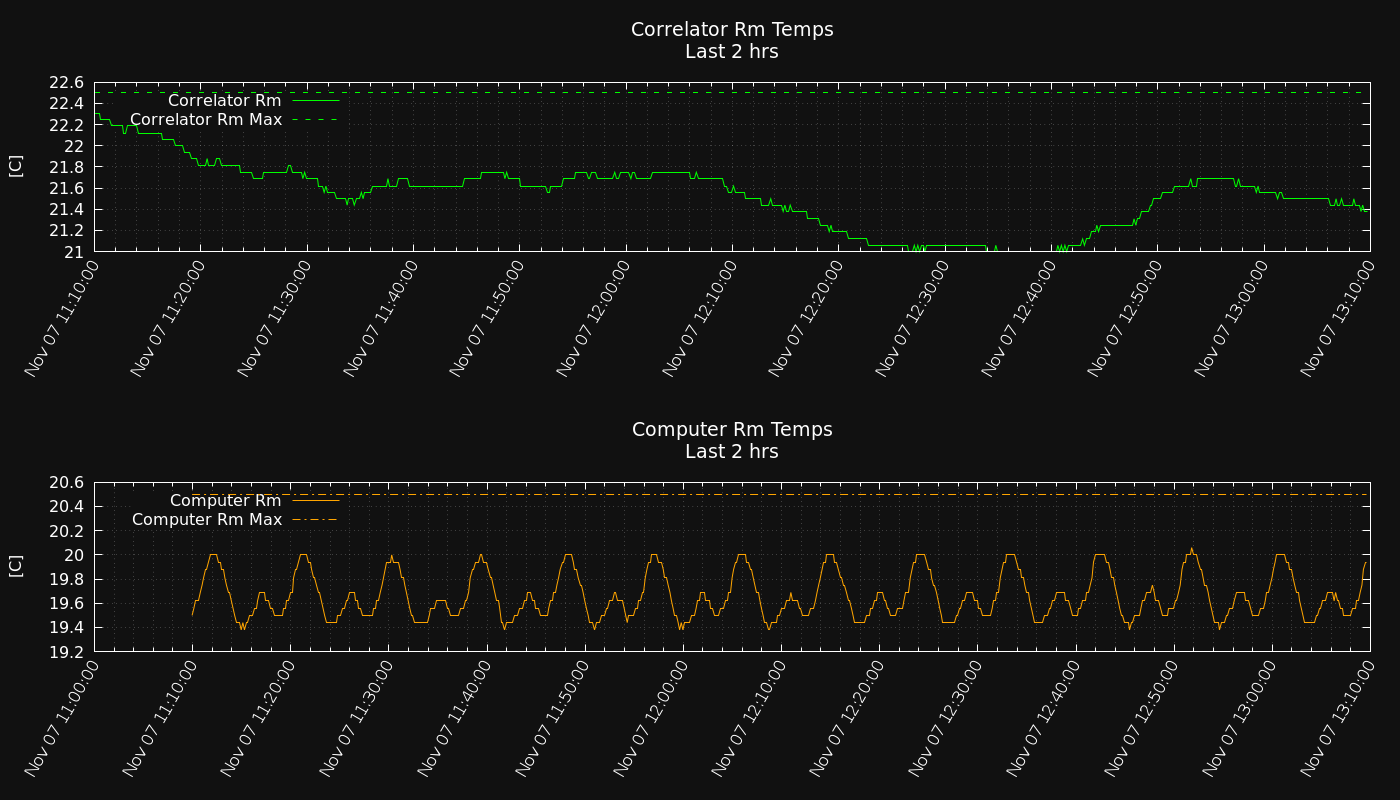 Correlator Rm Temps
Last 2 hrs
[C]
22.6
22.4
22.2
22
21.8
21.6
21.4
21.2
21
Correlator Rm
Correlator Rm Max
Nov 07 11:10:00
Nov 07 11:20:00
Nov 07 11:30:00
Nov 07 11:40:00
Nov 07 11:50:00
Nov 07 12:00:00
Nov 07 12:10:00
Nov 07 12:20:00
Nov 07 12:30:00
Nov 07 12:40:00
Nov 07 12:50:00
Nov 07 13:00:00
Nov 07 13:10:00
Computer Rm Temps
Last 2 hrs
[C]
20.6
20.4
20.2
20
19.8
19.6
19.4
19.2
Computer Rm
Computer Rm Max
Nov 07 11:00:00
Nov 07 11:10:00
Nov 07 11:20:00
Nov 07 11:30:00
Nov 07 11:40:00
Nov 07 11:50:00
Nov 07 12:00:00
Nov 07 12:10:00
Nov 07 12:20:00
Nov 07 12:30:00
Nov 07 12:40:00
Nov 07 12:50:00
Nov 07 13:00:00
Nov 07 13:10:00